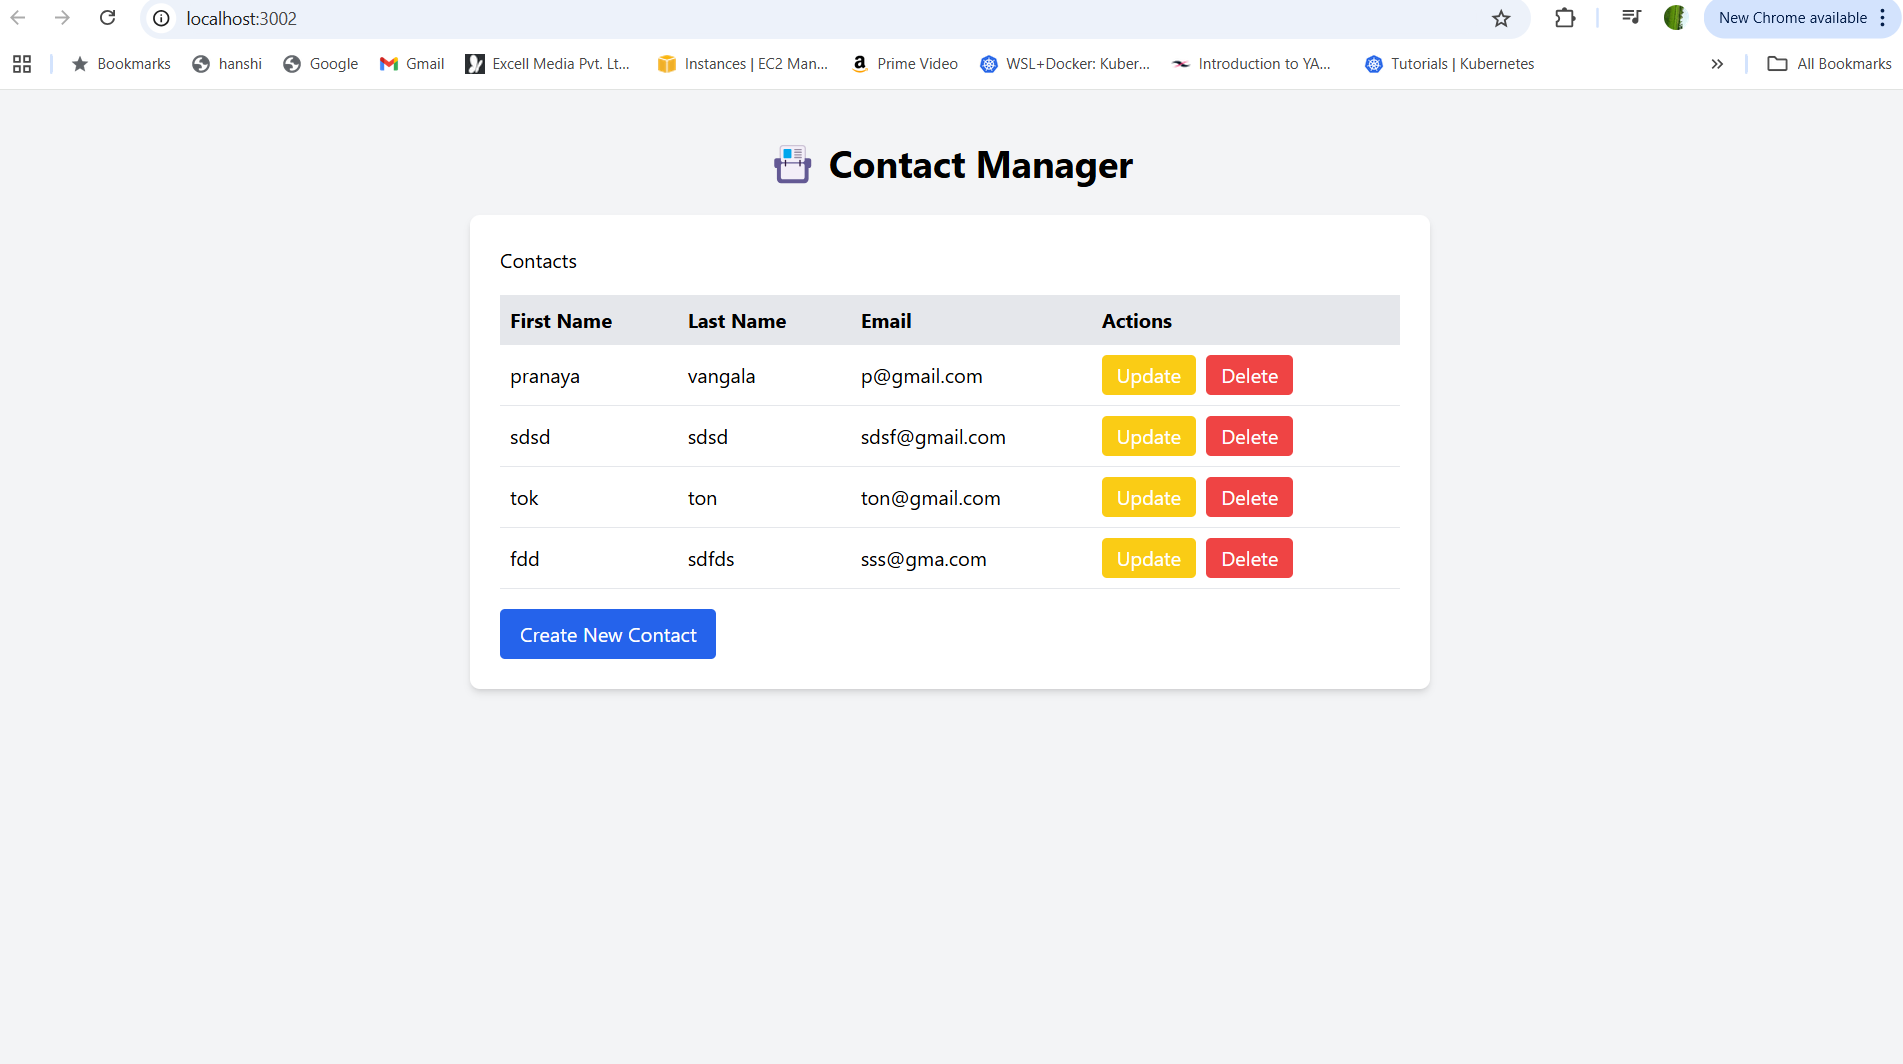 localhost:3002
New Chrome available
Bookmarks hanshi Google Gmail Excell Media Pvt. Lt... Instances | EC2 Man... Prime Video WSL+Docker: Kuber... Introduction to YA... Tutorials | Kubernetes » All Bookmarks
Contact Manager
Contacts
First Name Last Name Email Actions
pranaya vangala p@gmail.com Update Delete
sdsd sdsd sdsf@gmail.com Update Delete
tok ton ton@gmail.com Update Delete
fdd sdfds sss@gma.com Update Delete
Create New Contact